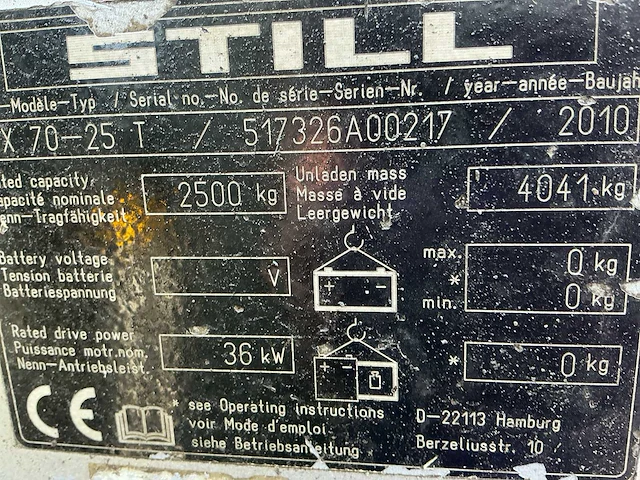 STILL
Modèle-Typ / Serial no.-No. de série-Serien-Nr. / year-année-Baujah
X 70-25 T / 517326A00217 / 2010
ted capacity
apacité nominale
enn-Tragfähigkeit
2500 kg
Unladen mass
Masse à vide
Leergewicht
4041 kg
Battery voltage
Tension batterie
Batteriespannung
V
+ -
max. 0 kg
*
min. 0 kg
Rated drive power
Puissance motr.nom.
Nenn-Antriebsleist.
36 kW
+ -
* 0 kg
CE
* see Operating instructions
voir Mode d'emploi
siehe Betriebsanleitung
D-22113 Hamburg
Berzeliusstr. 10